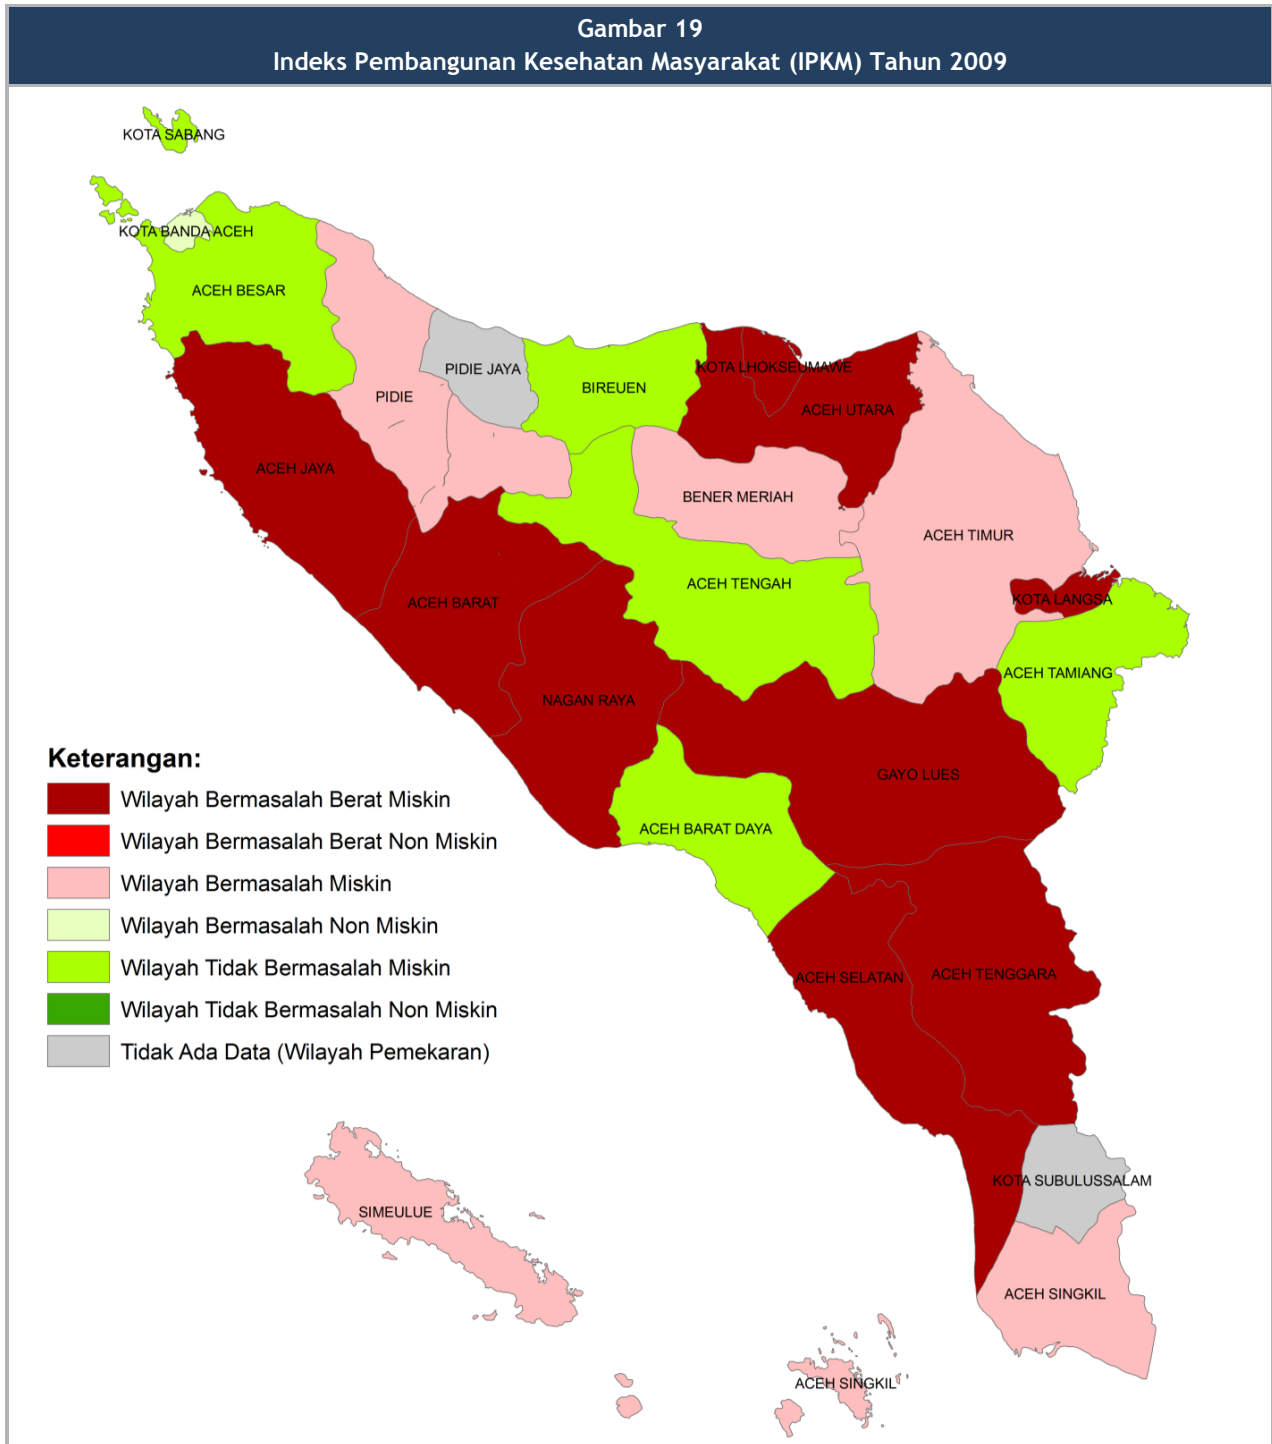 Gambar 19
Indeks Pembangunan Kesehatan Masyarakat (IPKM) Tahun 2009
KOTA SABANG
KOTA BANDA ACEH
ACEH BESAR
PIDIE JAYA
KOTA LHOKSEUMAWE
BIREUEN
PIDIE
ACEH UTARA
ACEH JAYA
BENER MERIAH
ACEH TIMUR
ACEH TENGAH
ACEH BARAT
KOTA LANGSA
ACEH TAMIANG
NAGAN RAYA
GAYO LUES
ACEH BARAT DAYA
ACEH SELATAN
ACEH TENGGARA
Keterangan:
Wilayah Bermasalah Berat Miskin
Wilayah Bermasalah Berat Non Miskin
Wilayah Bermasalah Miskin
Wilayah Bermasalah Non Miskin
Wilayah Tidak Bermasalah Miskin
Wilayah Tidak Bermasalah Non Miskin
Tidak Ada Data (Wilayah Pemekaran)
KOTA SUBULUSSALAM
SIMEULUE
ACEH SINGKIL
ACEH SINGKIL